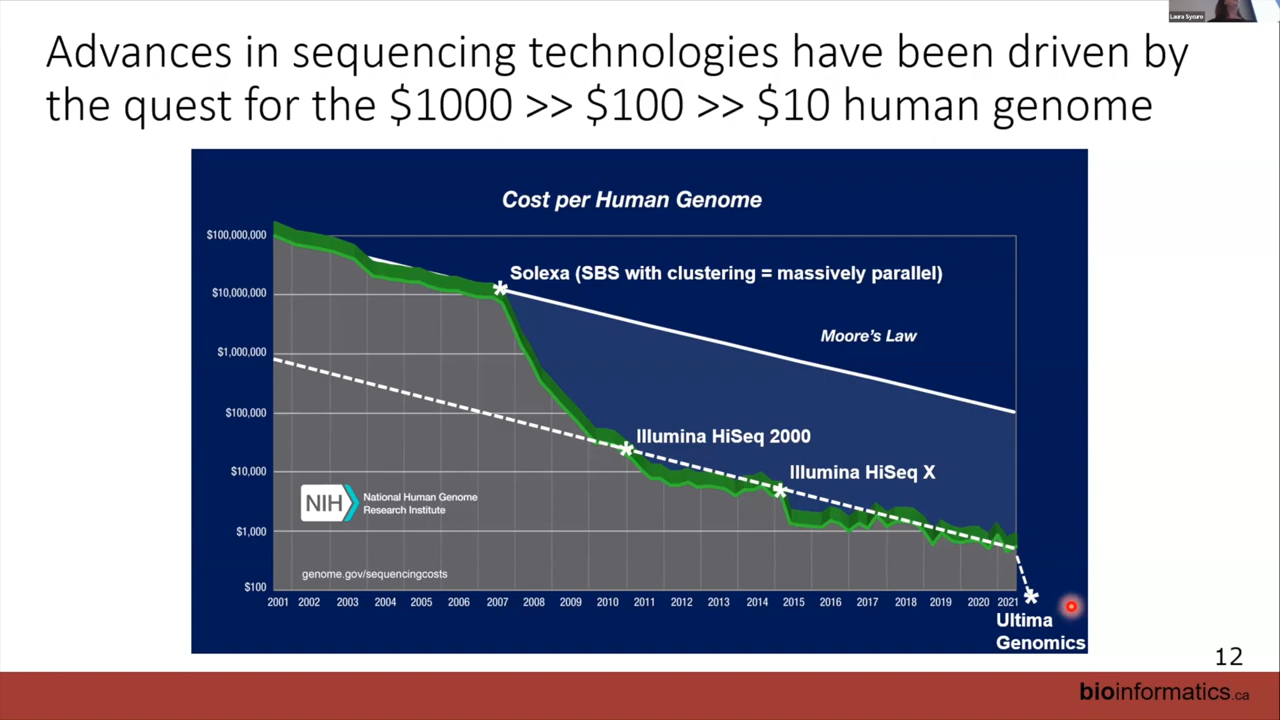 Laura Sycuro
Advances in sequencing technologies have been driven by
the quest for the $1000 >> $100 >> $10 human genome
Cost per Human Genome
$100,000,000
$10,000,000
$1,000,000
$100,000
$10,000
$1,000
$100
Solexa (SBS with clustering = massively parallel)
Moore's Law
Illumina HiSeq 2000
Illumina HiSeq X
NIH
National Human Genome
Research Institute
genome.gov/sequencingcosts
2001 2002 2003 2004 2005 2006 2007 2008 2009 2010 2011 2012 2013 2014 2015 2016 2017 2018 2019 2020 2021
Ultima
Genomics
12
bioinformatics.ca